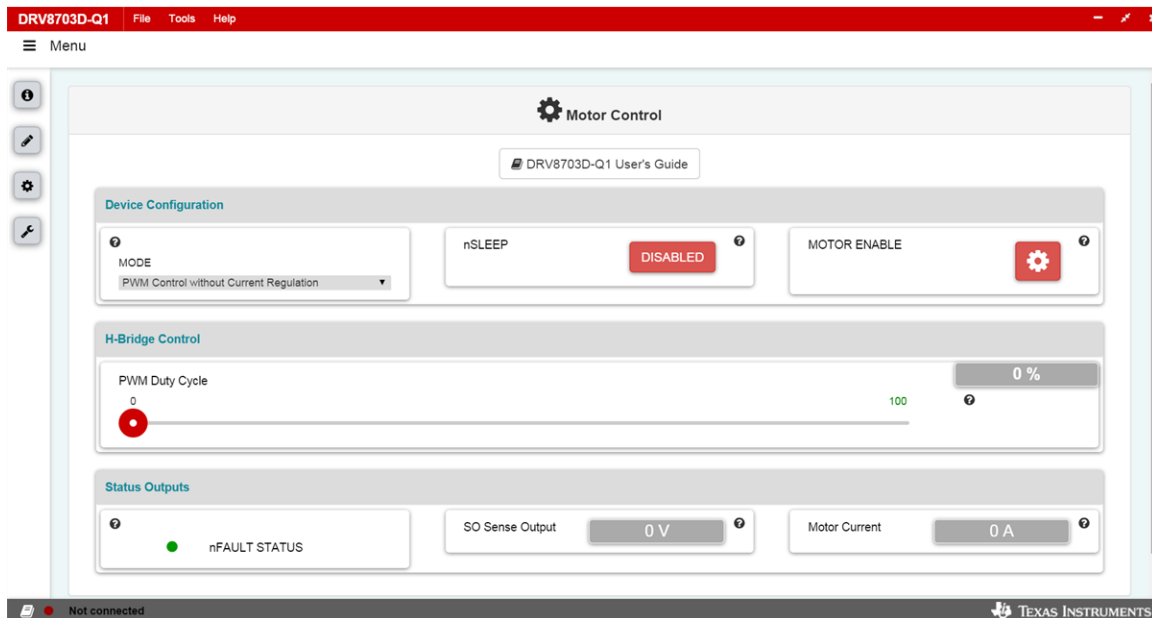 DRV8703D-Q1 File Tools Help
Menu
Motor Control
DRV8703D-Q1 User's Guide
Device Configuration
MODE
PWM Control without Current Regulation
nSLEEP
DISABLED
MOTOR ENABLE
H-Bridge Control
PWM Duty Cycle
0 %
0
100
Status Outputs
nFAULT STATUS
SO Sense Output
0 V
Motor Current
0 A
Not connected
TEXAS INSTRUMENTS